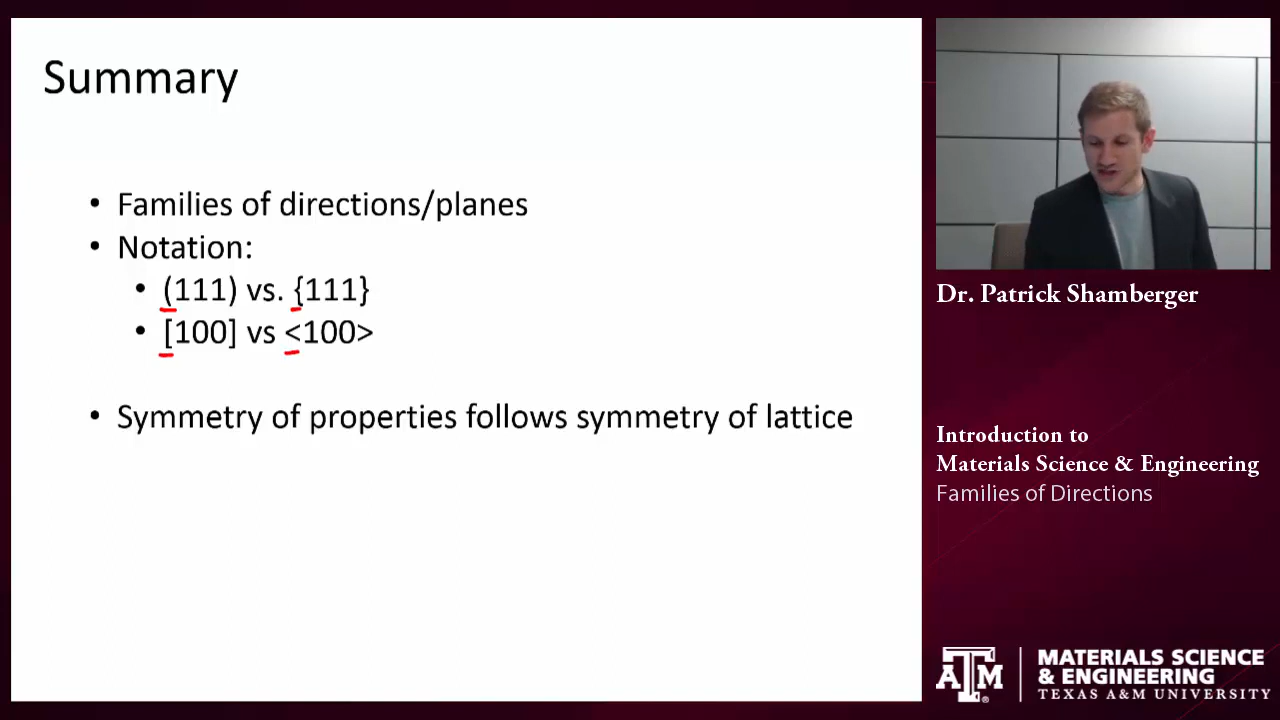 Summary
• Families of directions/planes
• Notation:
• (111) vs. {111}
• [100] vs <100>
• Symmetry of properties follows symmetry of lattice
Dr. Patrick Shamberger
Introduction to
Materials Science & Engineering
Families of Directions
ATM
MATERIALS SCIENCE
& ENGINEERING
TEXAS A&M UNIVERSITY